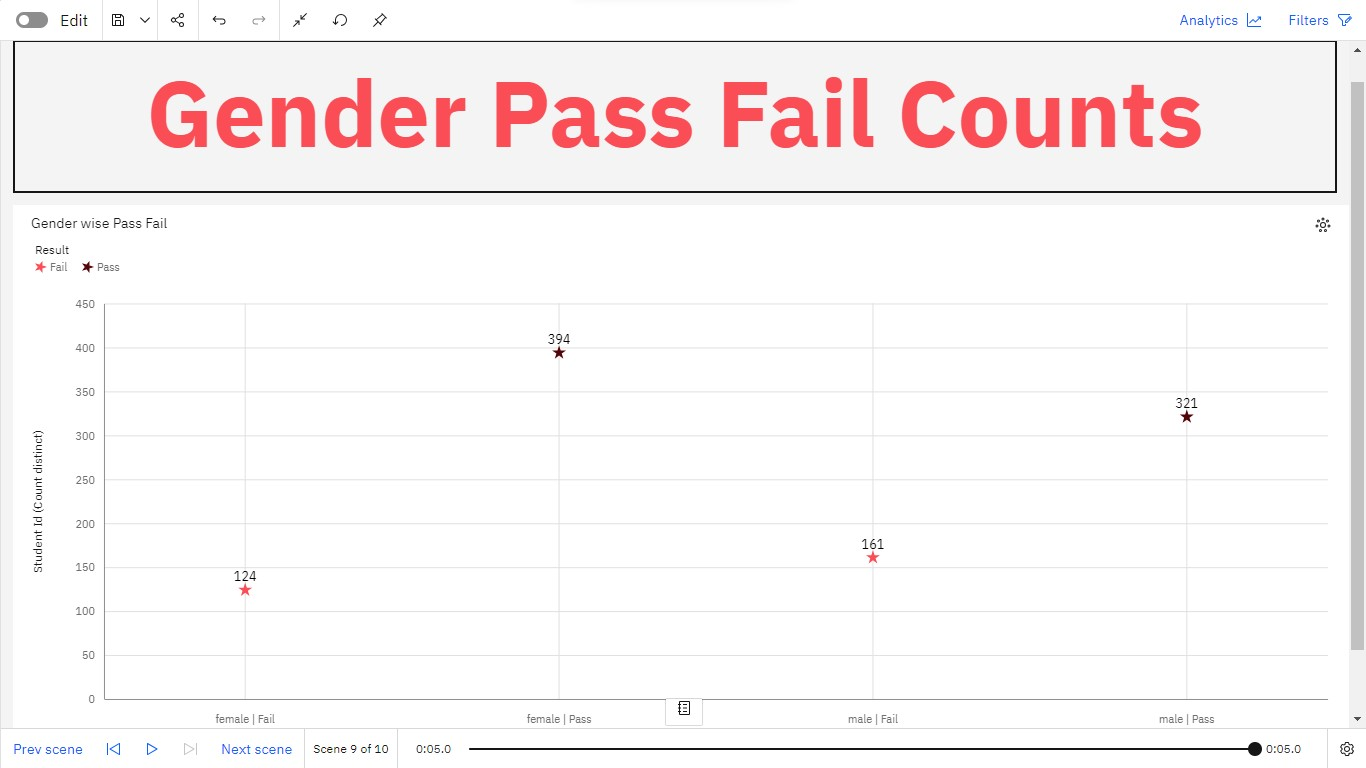 Edit
Analytics
Filters
Gender Pass Fail Counts
Gender wise Pass Fail
Result
Fail Pass
450
400
350
300
250
200
150
100
50
0
Student Id (Count distinct)
124
394
161
321
female | Fail
female | Pass
male | Fail
male | Pass
Prev scene
Next scene
Scene 9 of 10
0:05.0
0:05.0